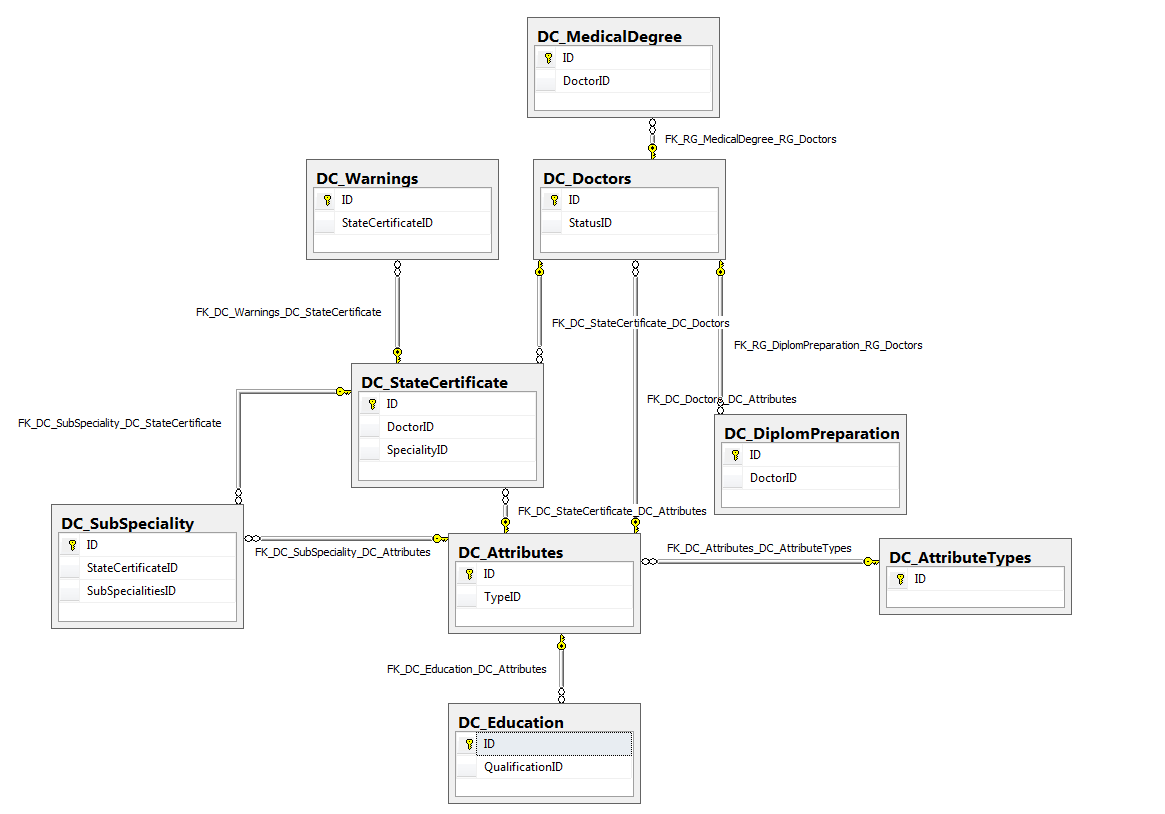 DC_MedicalDegree
ID
DoctorID
FK_RG_MedicalDegree_RG_Doctors
DC_Warnings
ID
StateCertificateID
DC_Doctors
ID
StatusID
FK_DC_Warnings_DC_StateCertificate
FK_DC_StateCertificate_DC_Doctors
FK_RG_DiplomPreparation_RG_Doctors
DC_StateCertificate
ID
DoctorID
SpecialityID
FK_DC_Doctors_DC_Attributes
FK_DC_SubSpeciality_DC_StateCertificate
DC_DiplomPreparation
ID
DoctorID
FK_DC_StateCertificate_DC_Attributes
DC_SubSpeciality
ID
StateCertificateID
SubSpecialitiesID
FK_DC_SubSpeciality_DC_Attributes
DC_Attributes
ID
TypeID
FK_DC_Attributes_DC_AttributeTypes
DC_AttributeTypes
ID
FK_DC_Education_DC_Attributes
DC_Education
ID
QualificationID